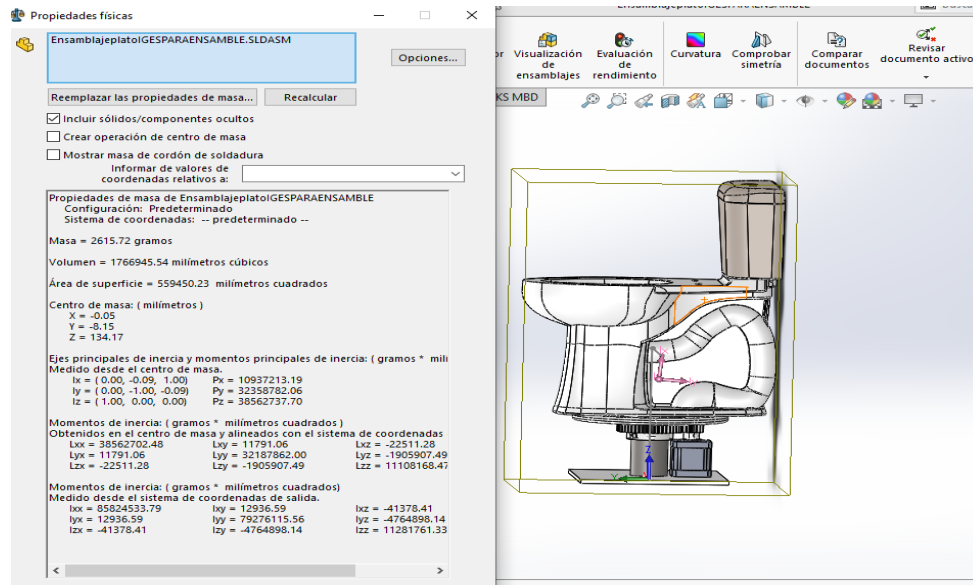 Propiedades físicas
EnsamblajeplatoIGESPARAENSAMBLE.SLDASM
Opciones...
Reemplazar las propiedades de masa...
Recalcular
Incluir sólidos/componentes ocultos
Crear operación de centro de masa
Mostrar masa de cordón de soldadura
Informar de valores de
coordenadas relativos a:
Propiedades de masa de EnsamblajeplatoIGESPARAENSAMBLE
Configuración: Predeterminado
Sistema de coordenadas: -- predeterminado --
Masa = 2615.72 gramos
Volumen = 1766945.54 milímetros cúbicos
Área de superficie = 559450.23 milímetros cuadrados
Centro de masa: ( milímetros )
X = -0.05
Y = -8.15
Z = 134.17
Ejes principales de inercia y momentos principales de inercia: ( gramos * mili
Medido desde el centro de masa.
Ix = ( 0.00, -0.09, 1.00) Px = 10937213.19
Iy = ( 0.00, -1.00, -0.09) Py = 32358782.06
Iz = ( 1.00, 0.00, 0.00) Pz = 38562737.70
Momentos de inercia: ( gramos * milímetros cuadrados )
Obtenidos en el centro de masa y alineados con el sistema de coordenadas
Lxx = 38562702.48 Lxy = 11791.06 Lxz = -22511.28
Lyx = 11791.06 Lyy = 32187862.00 Lyz = -1905907.49
Lzx = -22511.28 Lzy = -1905907.49 Lzz = 11108168.47
Momentos de inercia: ( gramos * milímetros cuadrados)
Medido desde el sistema de coordenadas de salida.
Ixx = 85824533.79 Ixy = 12936.59 Ixz = -41378.41
Iyx = 12936.59 Iyy = 79276115.56 Iyz = -4764898.14
Izx = -41378.41 Izy = -4764898.14 Izz = 11281761.33
EnsamblajeplatoIGESPARAENSAMBLE
or
Visualización
de
ensamblajes
Evaluación
de
rendimiento
Curvatura
Comprobar
simetría
Comparar
documentos
Revisar
documento activo
KS MBD
Z
Y